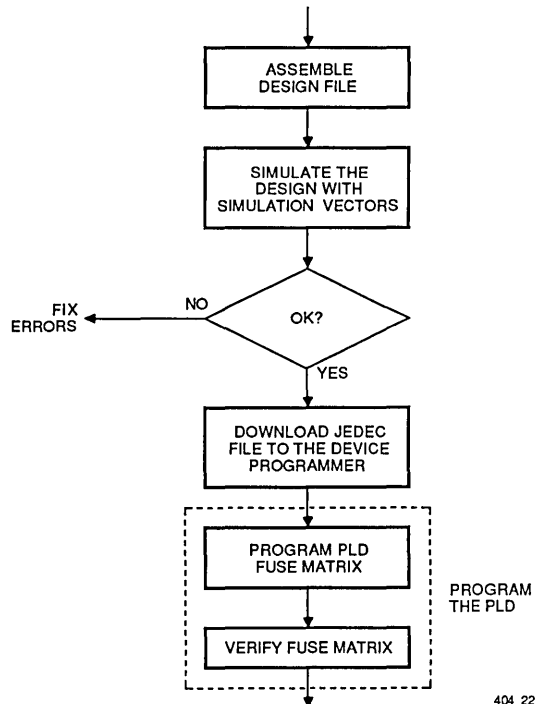 ASSEMBLE
DESIGN FILE
SIMULATE THE
DESIGN WITH
SIMULATION VECTORS
NO
OK?
FIX
ERRORS
YES
DOWNLOAD JEDEC
FILE TO THE DEVICE
PROGRAMMER
PROGRAM PLD
FUSE MATRIX
PROGRAM
THE PLD
VERIFY FUSE MATRIX
404 22